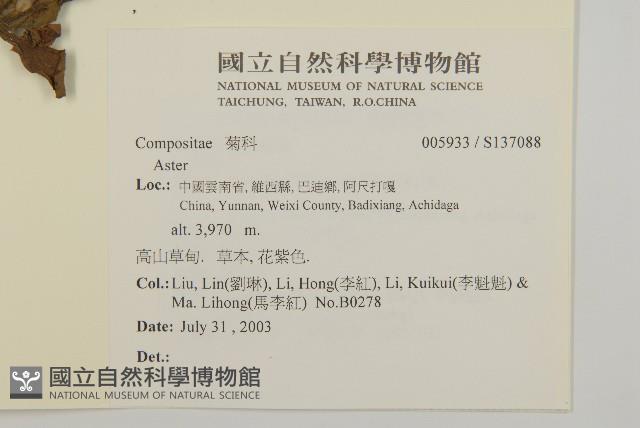 國立自然科學博物館
NATIONAL MUSEUM OF NATURAL SCIENCE
TAICHUNG, TAIWAN, R.O.CHINA
Compositae 菊科 005933 / S137088
Aster
Loc.: 中國雲南省, 維西縣, 巴迪鄉, 阿尺打嘎
China, Yunnan, Weixi County, Badixiang, Achidaga
alt. 3,970 m.
高山草甸. 草本, 花紫色.
Col.: Liu, Lin(劉琳), Li, Hong(李紅), Li, Kuikui(李魁魁) &
Ma. Lihong(馬李紅) No.B0278
Date: July 31 , 2003
Det.:
國立自然科學博物館
NATIONAL MUSEUM OF NATURAL SCIENCE